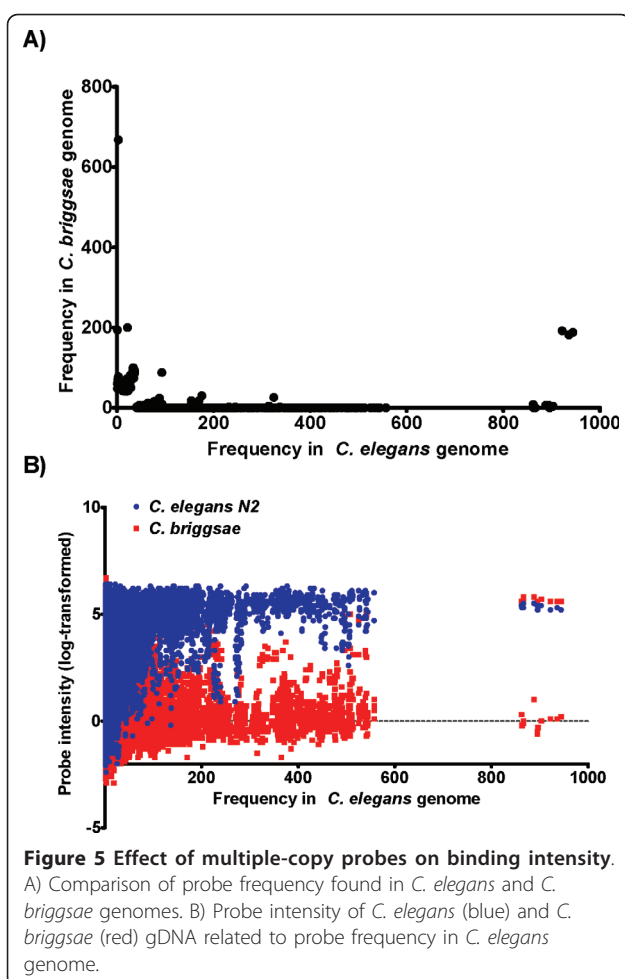 A)
800
600
400
200
0
Frequency in C. briggsae genome
0 200 400 600 800 1000
Frequency in C. elegans genome
B)
10
5
0
-5
Probe intensity (log-transformed)
C. elegans N2
C. briggsae
200 400 600 800 1000
Frequency in C. elegans genome
Figure 5 Effect of multiple-copy probes on binding intensity.
A) Comparison of probe frequency found in C. elegans and C.
briggsae genomes. B) Probe intensity of C. elegans (blue) and C.
briggsae (red) gDNA related to probe frequency in C. elegans
genome.